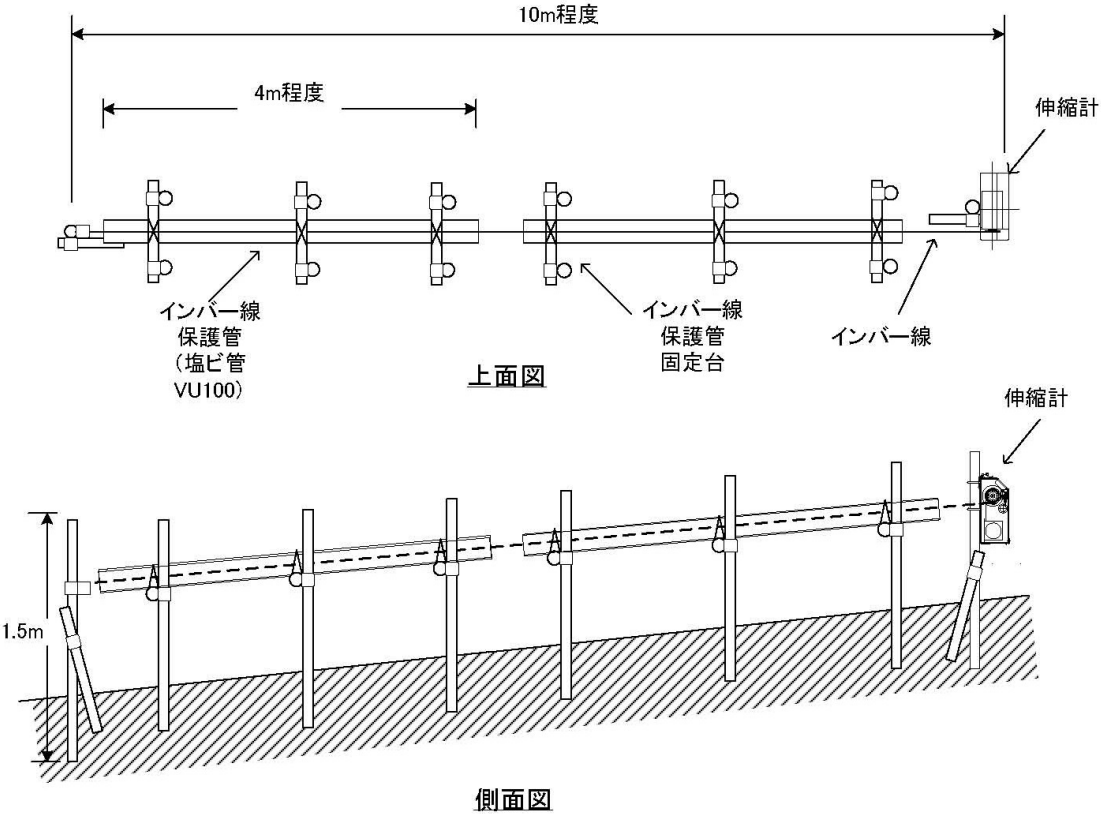 10m程度
4m程度
伸縮計
インバー線
保護管
（塩ビ管
VU100）
インバー線
保護管
固定台
インバー線
上面図
伸縮計
1.5m
側面図